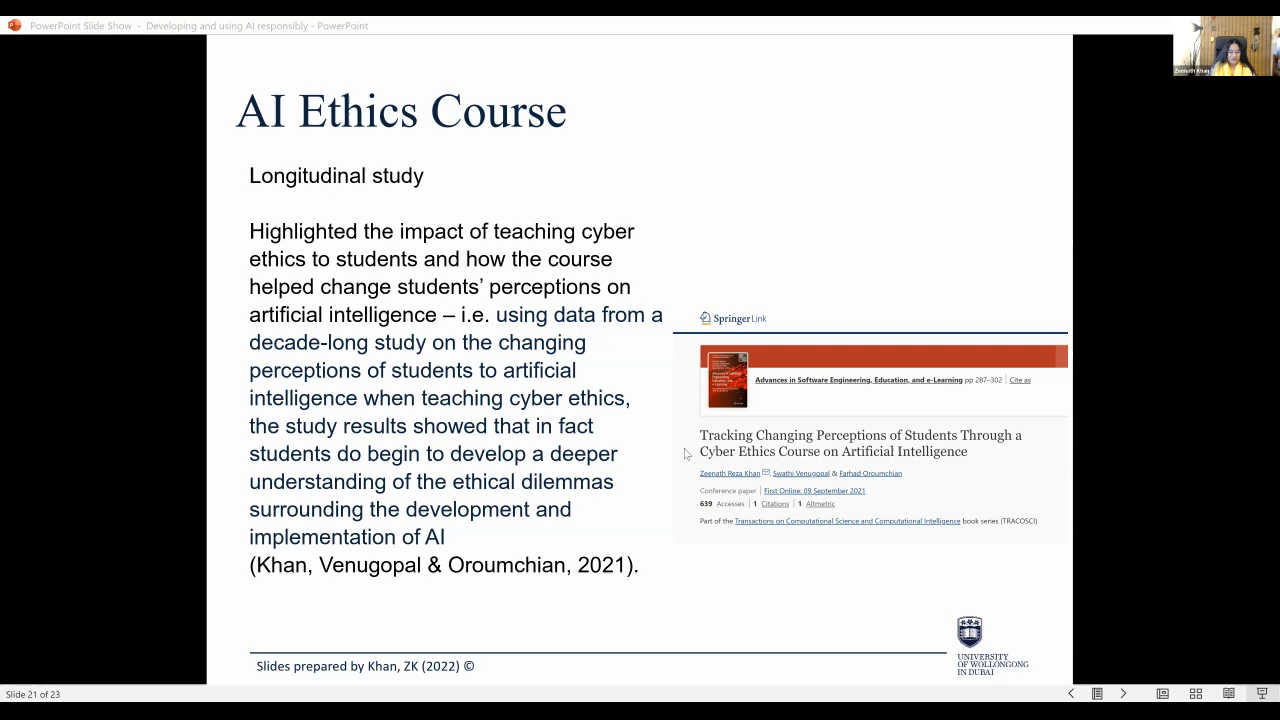 PowerPoint Slide Show - Developing and using AI responsibly - PowerPoint
Zeenath Khan
AI Ethics Course
Longitudinal study
Highlighted the impact of teaching cyber
ethics to students and how the course
helped change students’ perceptions on
artificial intelligence – i.e. using data from a
decade-long study on the changing
perceptions of students to artificial
intelligence when teaching cyber ethics,
the study results showed that in fact
students do begin to develop a deeper
understanding of the ethical dilemmas
surrounding the development and
implementation of AI
(Khan, Venugopal & Oroumchian, 2021).
Springer Link
Advances in Software Engineering, Education, and e-Learning pp 287–302 | Cite as
Tracking Changing Perceptions of Students Through a
Cyber Ethics Course on Artificial Intelligence
Zeenath Reza Khan, Swathi Venugopal & Farhad Oroumchian
Conference paper | First Online: 09 September 2021
639 Accesses | 1 Citations | 1 Altmetric
Part of the Transactions on Computational Science and Computational Intelligence book series (TRACOSCI)
Slides prepared by Khan, ZK (2022) ©
UNIVERSITY
OF WOLLONGONG
IN DUBAI
Slide 21 of 23